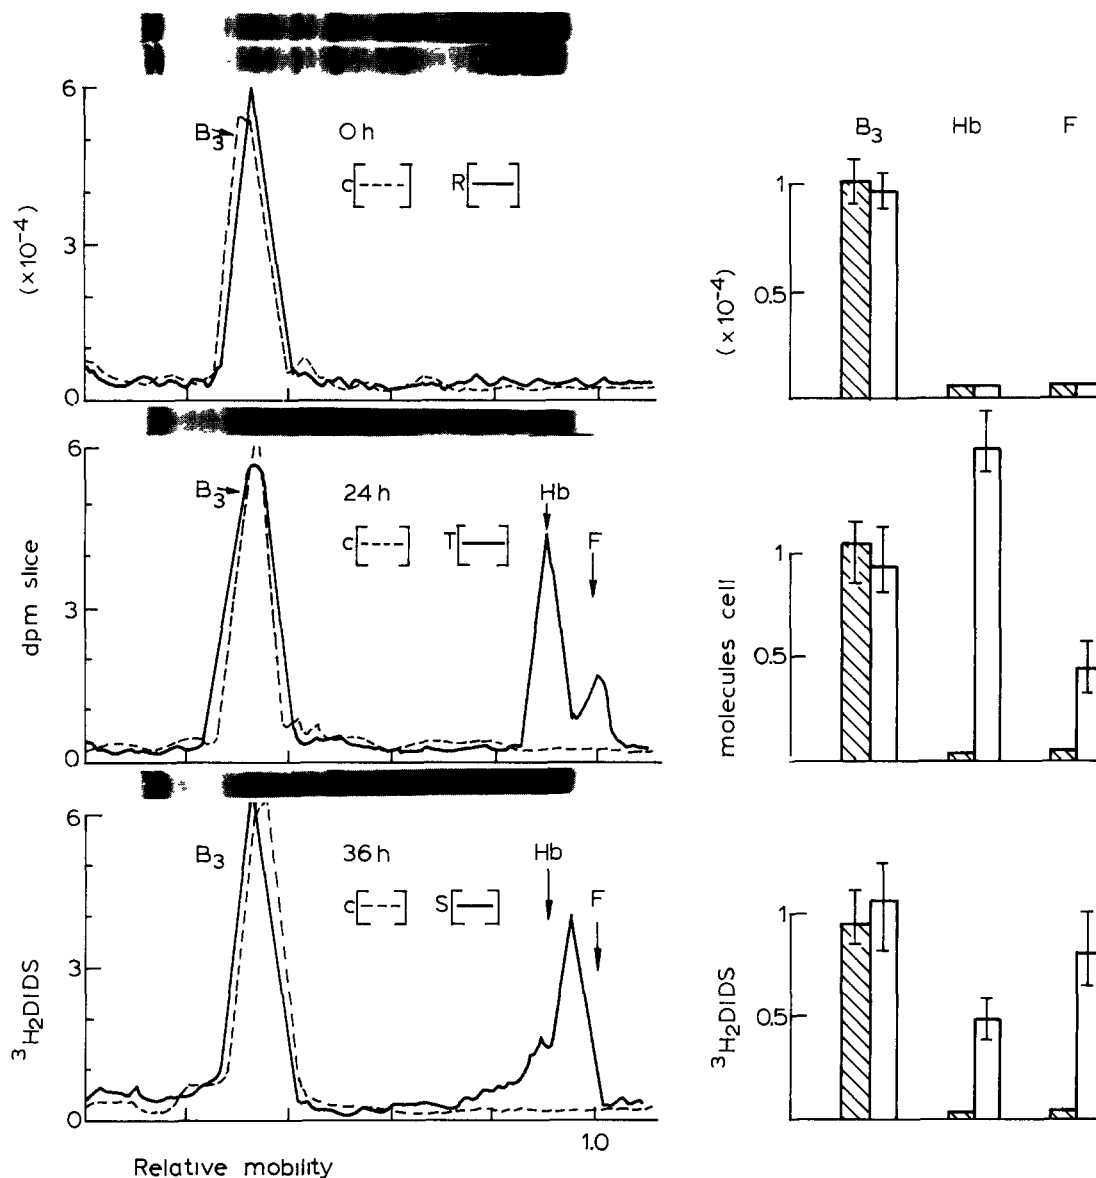 6
3
0
(×10⁻⁴)
B₃
0 h
c[-----] R[—]
B₃ Hb F
1
0.5
(×10⁻⁴)
6
3
0
dpm slice
B₃
24 h
Hb
F
c[-----] T[—]
1
0.5
molecules cell
6
3
0
³H₂DIDS
B₃
36 h
Hb
F
c[-----] S[—]
1
0.5
³H₂DIDS
1.0
Relative mobility